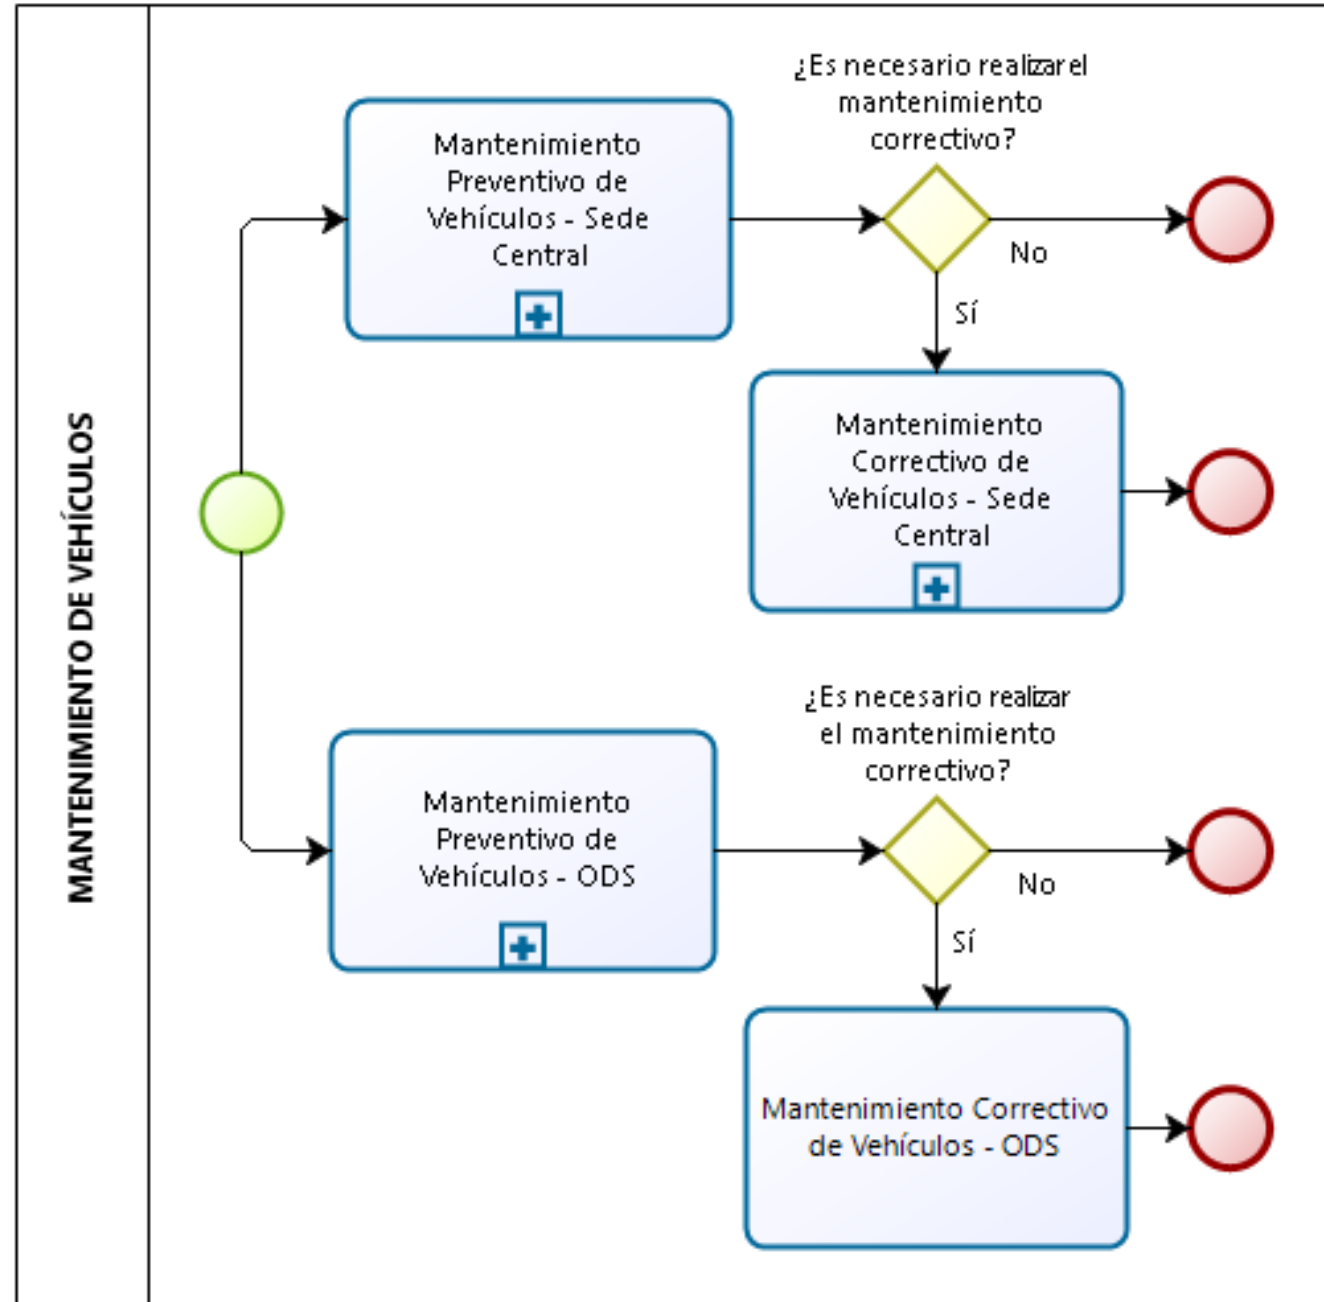 MANTENIMIENTO DE VEHÍCULOS
¿Es necesario realizar el
mantenimiento
correctivo?
Mantenimiento
Preventivo de
Vehículos - Sede
Central
No
Sí
Mantenimiento
Correctivo de
Vehículos - Sede
Central
¿Es necesario realizar
el mantenimiento
correctivo?
Mantenimiento
Preventivo de
Vehículos - ODS
No
Sí
Mantenimiento Correctivo
de Vehículos - ODS